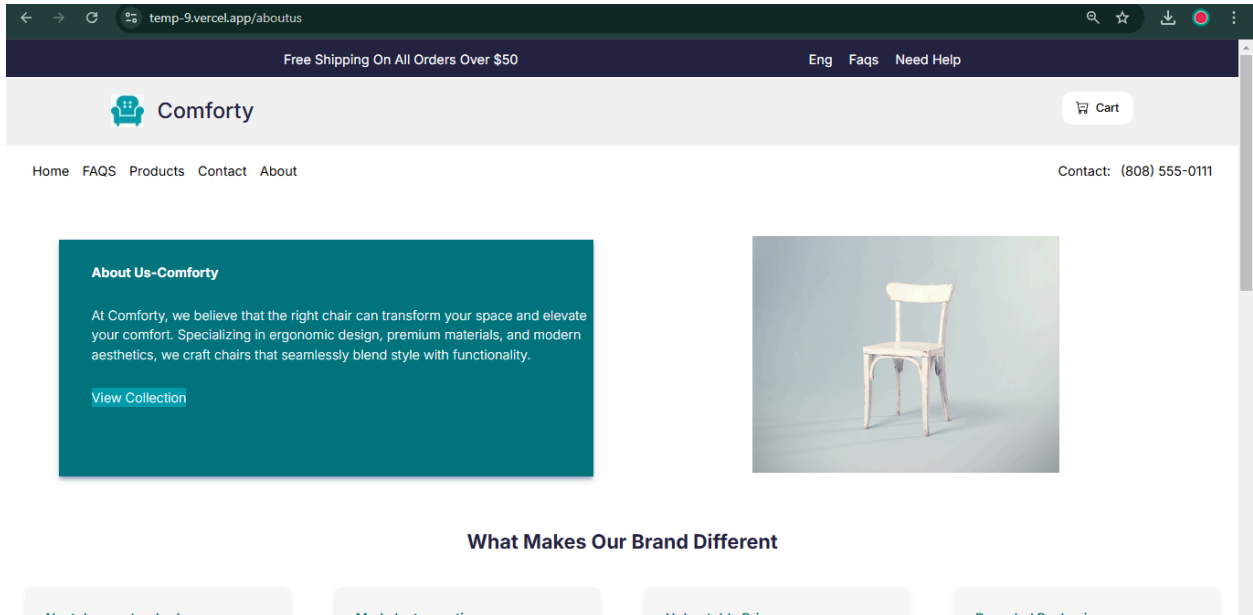 temp-9.vercel.app/aboutus
Free Shipping On All Orders Over $50
Eng Faqs Need Help
Comforty
Cart
Home FAQS Products Contact About
Contact: (808) 555-0111
About Us-Comforty
At Comforty, we believe that the right chair can transform your space and elevate
your comfort. Specializing in ergonomic design, premium materials, and modern
aesthetics, we craft chairs that seamlessly blend style with functionality.
View Collection
What Makes Our Brand Different